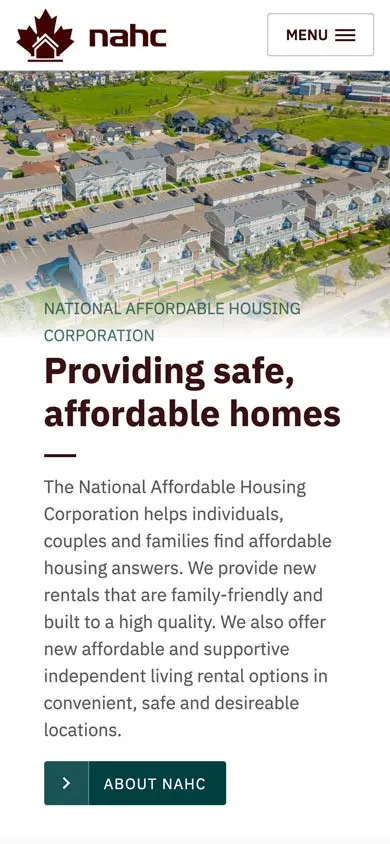 nahc
MENU
NATIONAL AFFORDABLE HOUSING
CORPORATION
Providing safe,
affordable homes
The National Affordable Housing
Corporation helps individuals,
couples and families find affordable
housing answers. We provide new
rentals that are family-friendly and
built to a high quality. We also offer
new affordable and supportive
independent living rental options in
convenient, safe and desireable
locations.
ABOUT NAHC